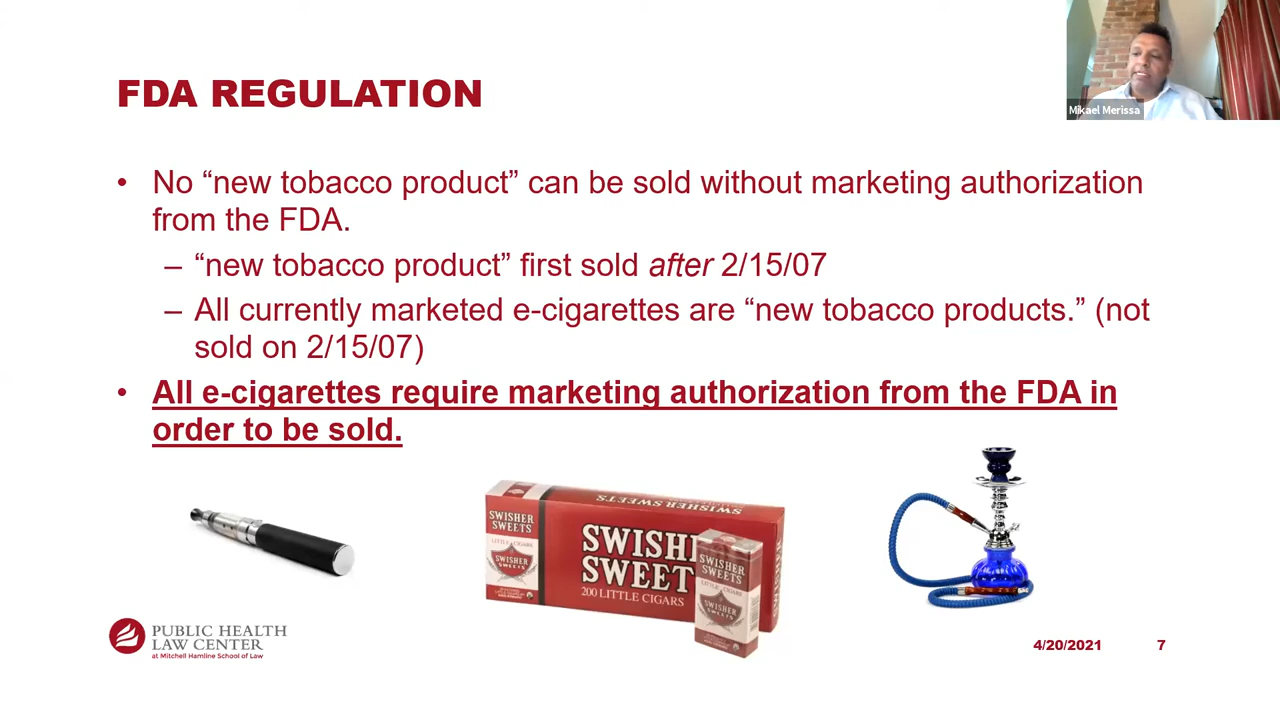 Mikael Merissa
FDA REGULATION
• No “new tobacco product” can be sold without marketing authorization
from the FDA.
– “new tobacco product” first sold after 2/15/07
– All currently marketed e-cigarettes are “new tobacco products.” (not
sold on 2/15/07)
• All e-cigarettes require marketing authorization from the FDA in
order to be sold.
SWISHER SWEETS
SWISHER
SWEETS
LITTLE CIGARS
SWISHER
SWEETS
SWISH
SWEET
200 LITTLE CIGARS
SWISHER
SWEETS
LITTLE CIGARS
SWISHER
SWEETS
PUBLIC HEALTH
LAW CENTER
at Mitchell Hamline School of Law
4/20/2021
7